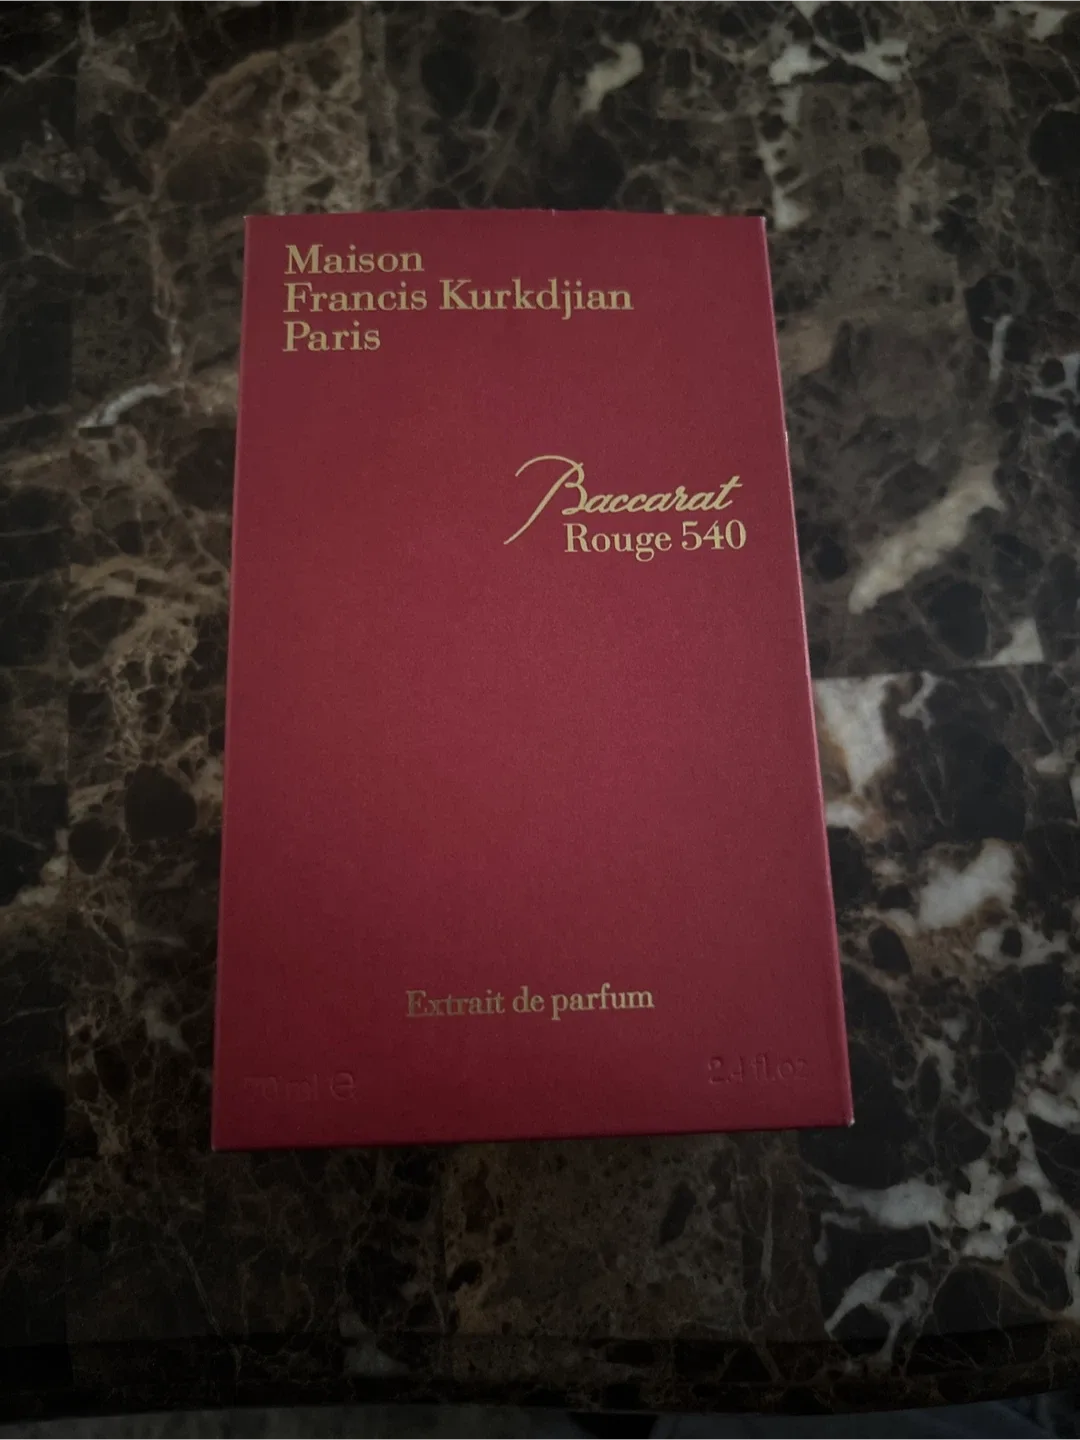 Maison
Francis Kurkdjian
Paris
Baccarat
Rouge 540
Extrait de parfum
70 ml ℮
2.4 fl.oz